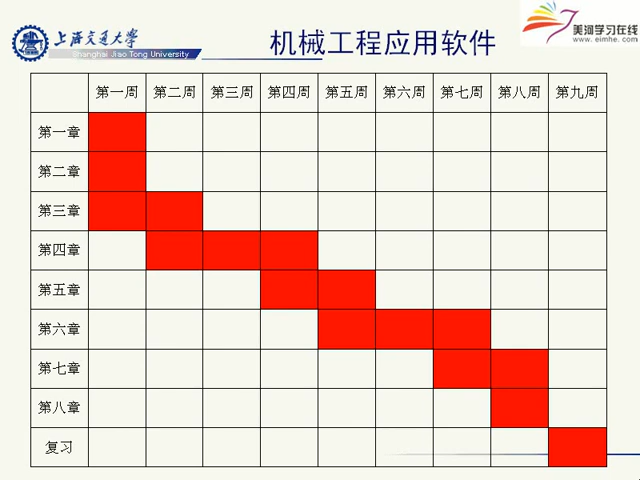 上海交通大学
Shanghai Jiao Tong University
机械工程应用软件
美河学习在线
www.eimhe.com
第一周 第二周 第三周 第四周 第五周 第六周 第七周 第八周 第九周
第一章
第二章
第三章
第四章
第五章
第六章
第七章
第八章
复习